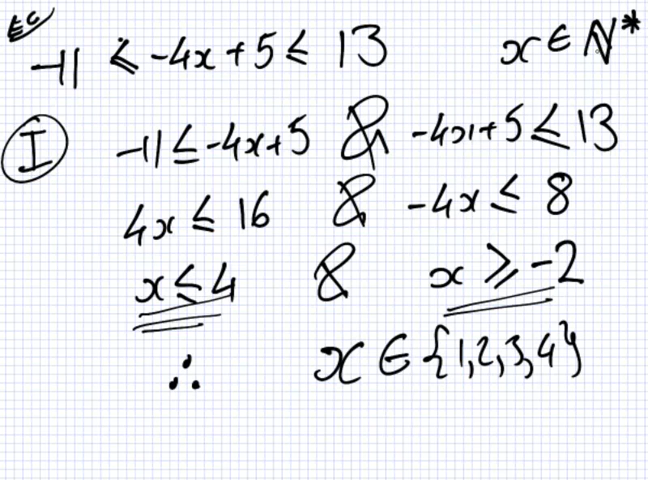 EG
-11 ≤ -4x + 5 ≤ 13 x ∈ ℕ*
I -11 ≤ -4x + 5 & -4x + 5 ≤ 13
4x ≤ 16 & -4x ≤ 8
x ≤ 4 & x ≥ -2
∴ x ∈ {1, 2, 3, 4}